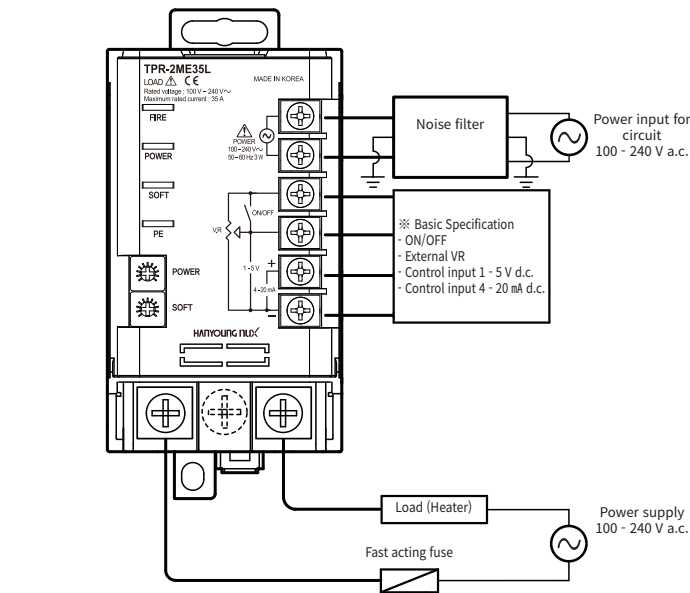 TPR-2ME35L
LOAD ⚠ CE
MADE IN KOREA
Rated voltage : 100 V - 240 V～
Maximum rated current : 35 A
FIRE
POWER
SOFT
PE
POWER
SOFT
POWER
100-240 V～
50-60 Hz 3 W
ON/OFF
V.R
1-5 V
+
4-20 mA
−
HANYOUNG NUX
Noise filter
Power input for
circuit
100 - 240 V a.c.
※ Basic Specification
- ON/OFF
- External VR
- Control input 1 - 5 V d.c.
- Control input 4 - 20 ㎃ d.c.
Load (Heater)
Power supply
100 - 240 V a.c.
Fast acting fuse